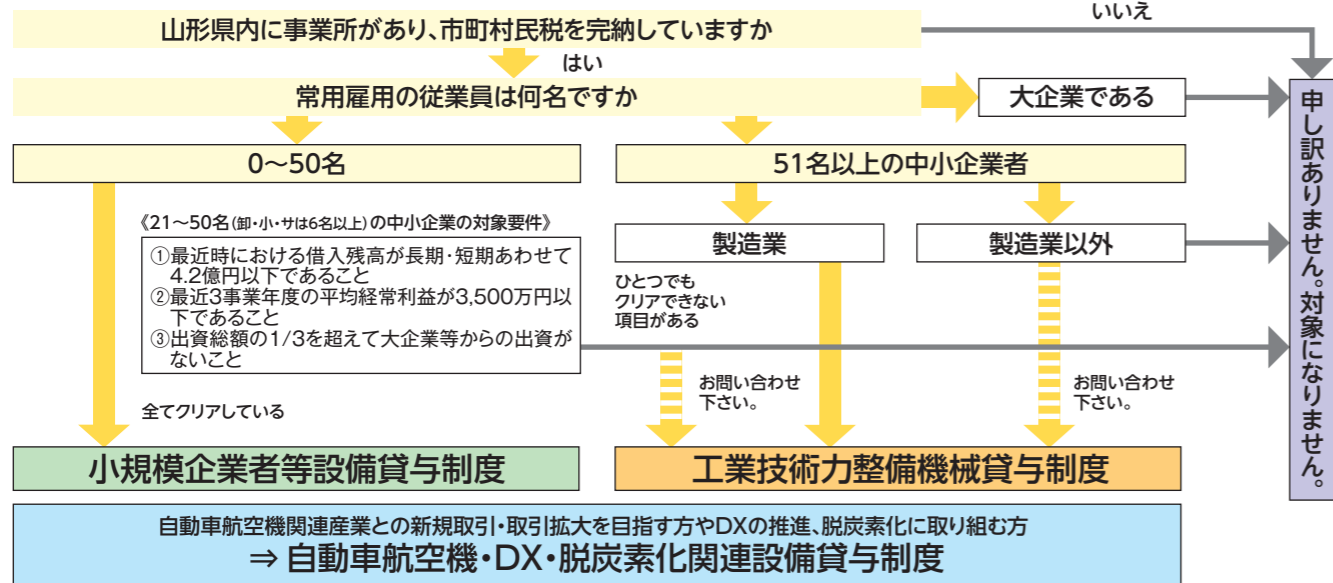 いいえ
山形県内に事業所があり、市町村民税を完納していますか
はい
常用雇用の従業員は何名ですか
大企業である
申し訳ありません。対象になりません。
0〜50名
51名以上の中小企業者
《21〜50名(卸・小・サは6名以上)の中小企業の対象要件》
①最近時における借入残高が長期・短期あわせて
4.2億円以下であること
②最近3事業年度の平均経常利益が3,500万円以
下であること
③出資総額の1/3を超えて大企業等からの出資が
ないこと
製造業
製造業以外
ひとつでも
クリアできない
項目がある
お問い合わせ
下さい。
お問い合わせ
下さい。
全てクリアしている
小規模企業者等設備貸与制度
工業技術力整備機械貸与制度
自動車航空機関連産業との新規取引・取引拡大を目指す方やDXの推進、脱炭素化に取り組む方
⇒ 自動車航空機・DX・脱炭素化関連設備貸与制度